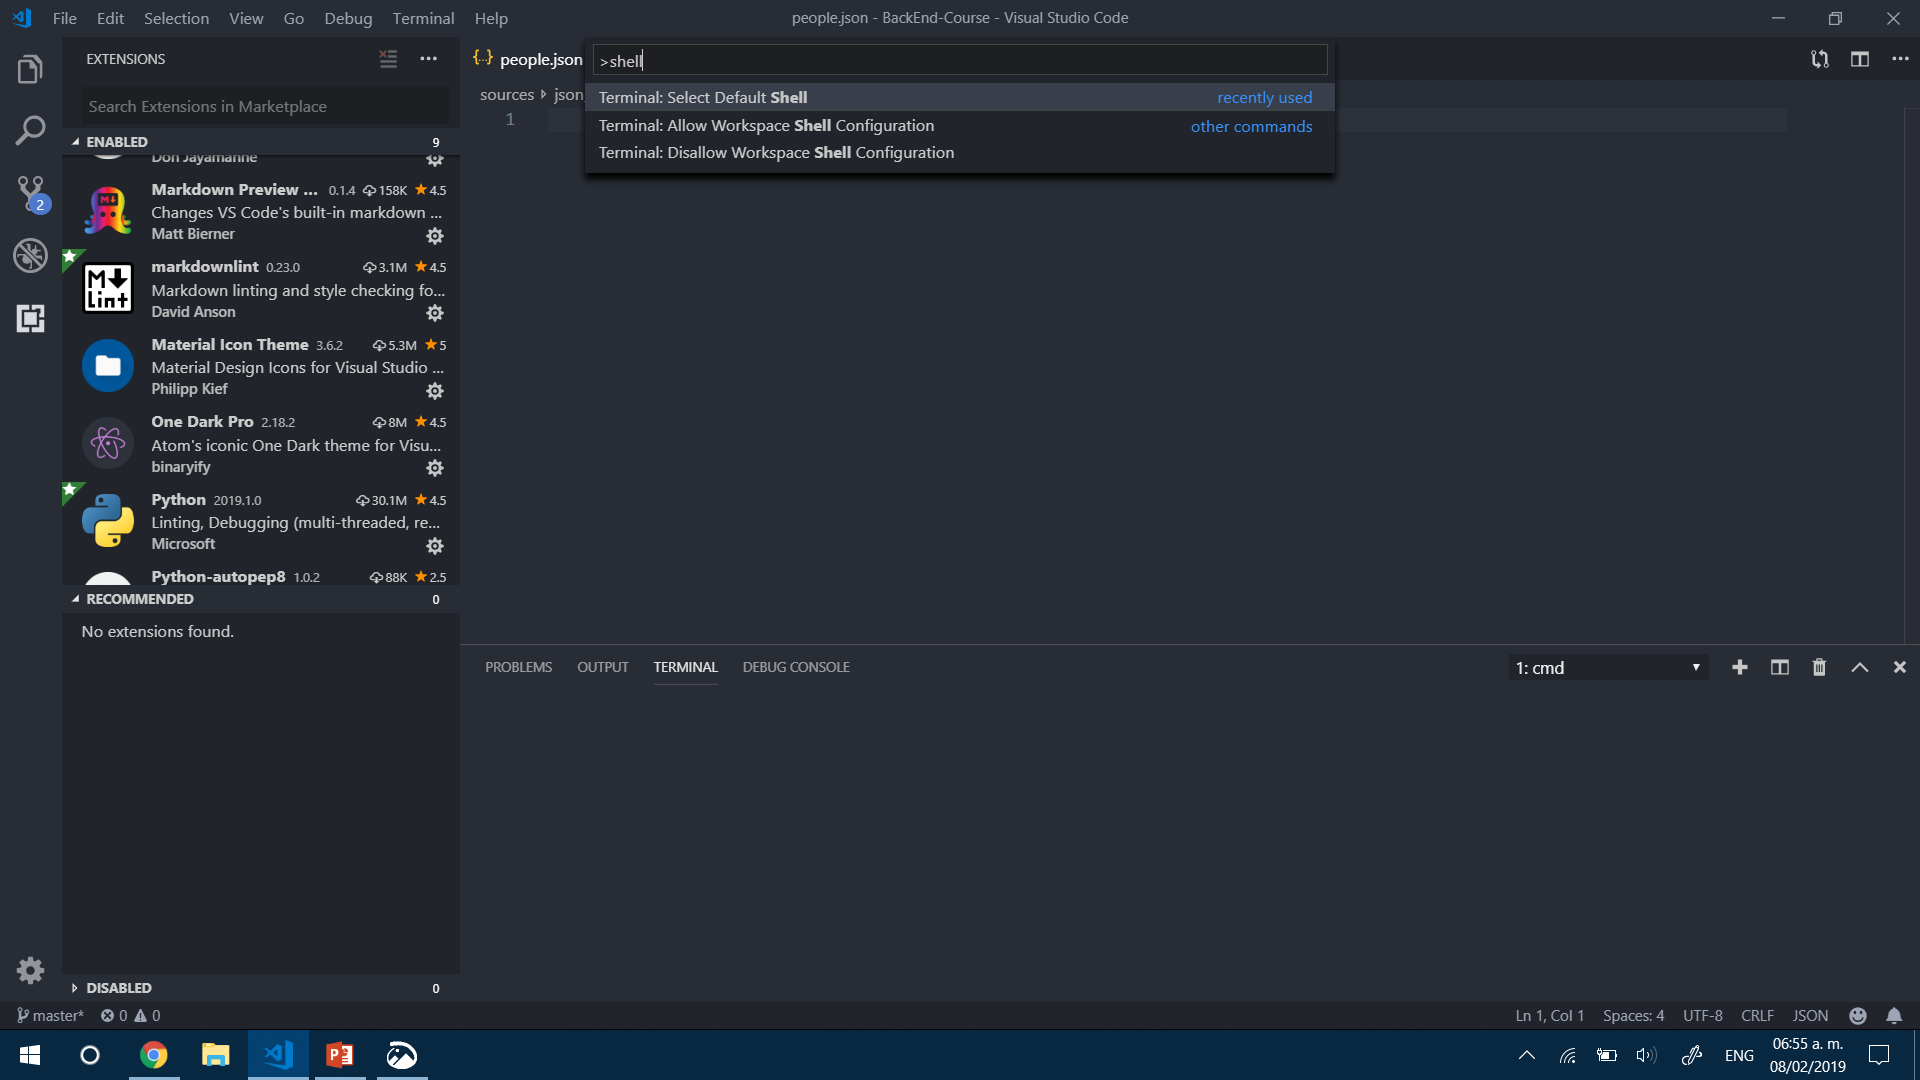 File Edit Selection View Go Debug Terminal Help
people.json - BackEnd-Course - Visual Studio Code
EXTENSIONS
Search Extensions in Marketplace
ENABLED 9
Don Jayamanne
Markdown Preview ... 0.1.4 158K 4.5
Changes VS Code's built-in markdown ...
Matt Bierner
markdownlint 0.23.0 3.1M 4.5
Markdown linting and style checking fo...
David Anson
Material Icon Theme 3.6.2 5.3M 5
Material Design Icons for Visual Studio ...
Philipp Kief
One Dark Pro 2.18.2 8M 4.5
Atom's iconic One Dark theme for Visu...
binaryify
Python 2019.1.0 30.1M 4.5
Linting, Debugging (multi-threaded, re...
Microsoft
Python-autopep8 1.0.2 88K 2.5
RECOMMENDED 0
No extensions found.
DISABLED 0
2
M
Lint
{..} people.json
sources json
1
>shell
Terminal: Select Default Shell recently used
Terminal: Allow Workspace Shell Configuration other commands
Terminal: Disallow Workspace Shell Configuration
PROBLEMS OUTPUT TERMINAL DEBUG CONSOLE
1: cmd
master* 0 0
Ln 1, Col 1 Spaces: 4 UTF-8 CRLF JSON
ENG
06:55 a. m.
08/02/2019